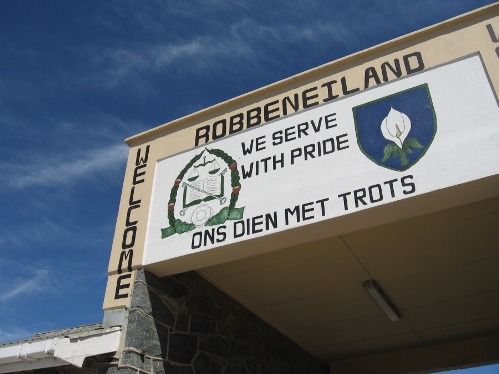 ROBBENEILAND
WELCOME
WE SERVE
WITH PRIDE
ONS DIEN MET TROTS